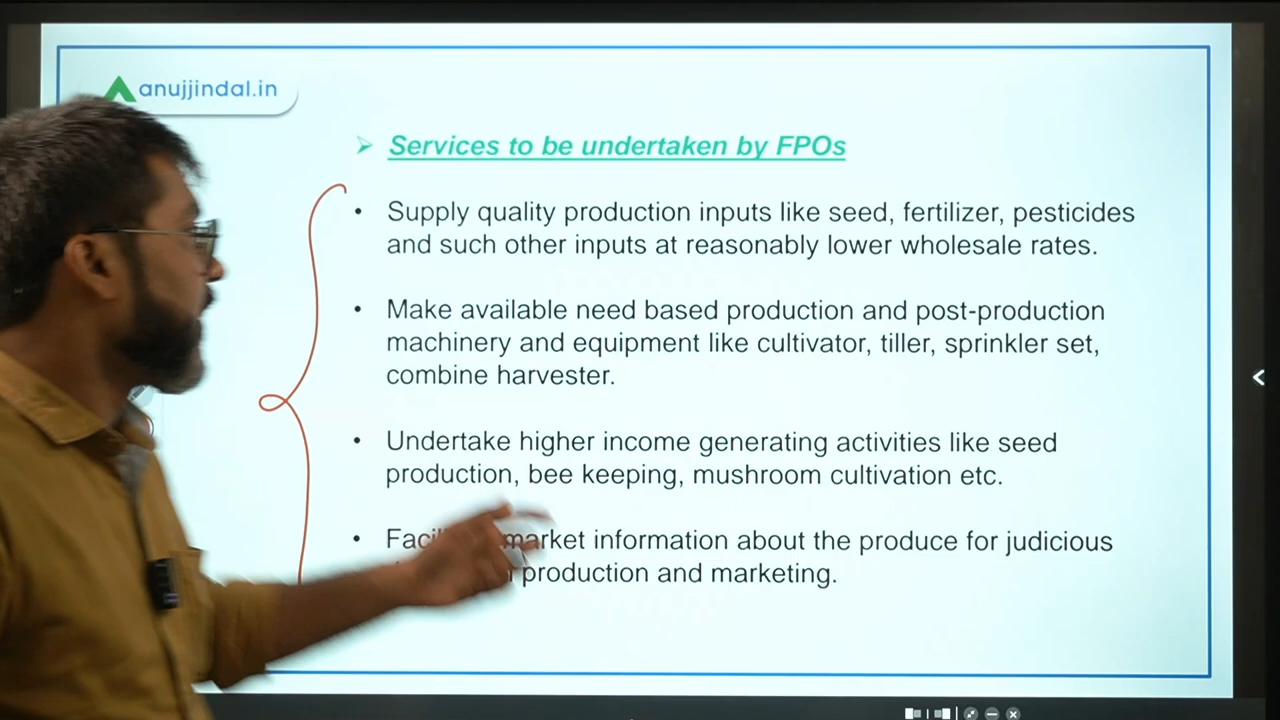 anujjindal.in
Services to be undertaken by FPOs
• Supply quality production inputs like seed, fertilizer, pesticides
and such other inputs at reasonably lower wholesale rates.
• Make available need based production and post-production
machinery and equipment like cultivator, tiller, sprinkler set,
combine harvester.
• Undertake higher income generating activities like seed
production, bee keeping, mushroom cultivation etc.
• market information about the produce for judicious
production and marketing.